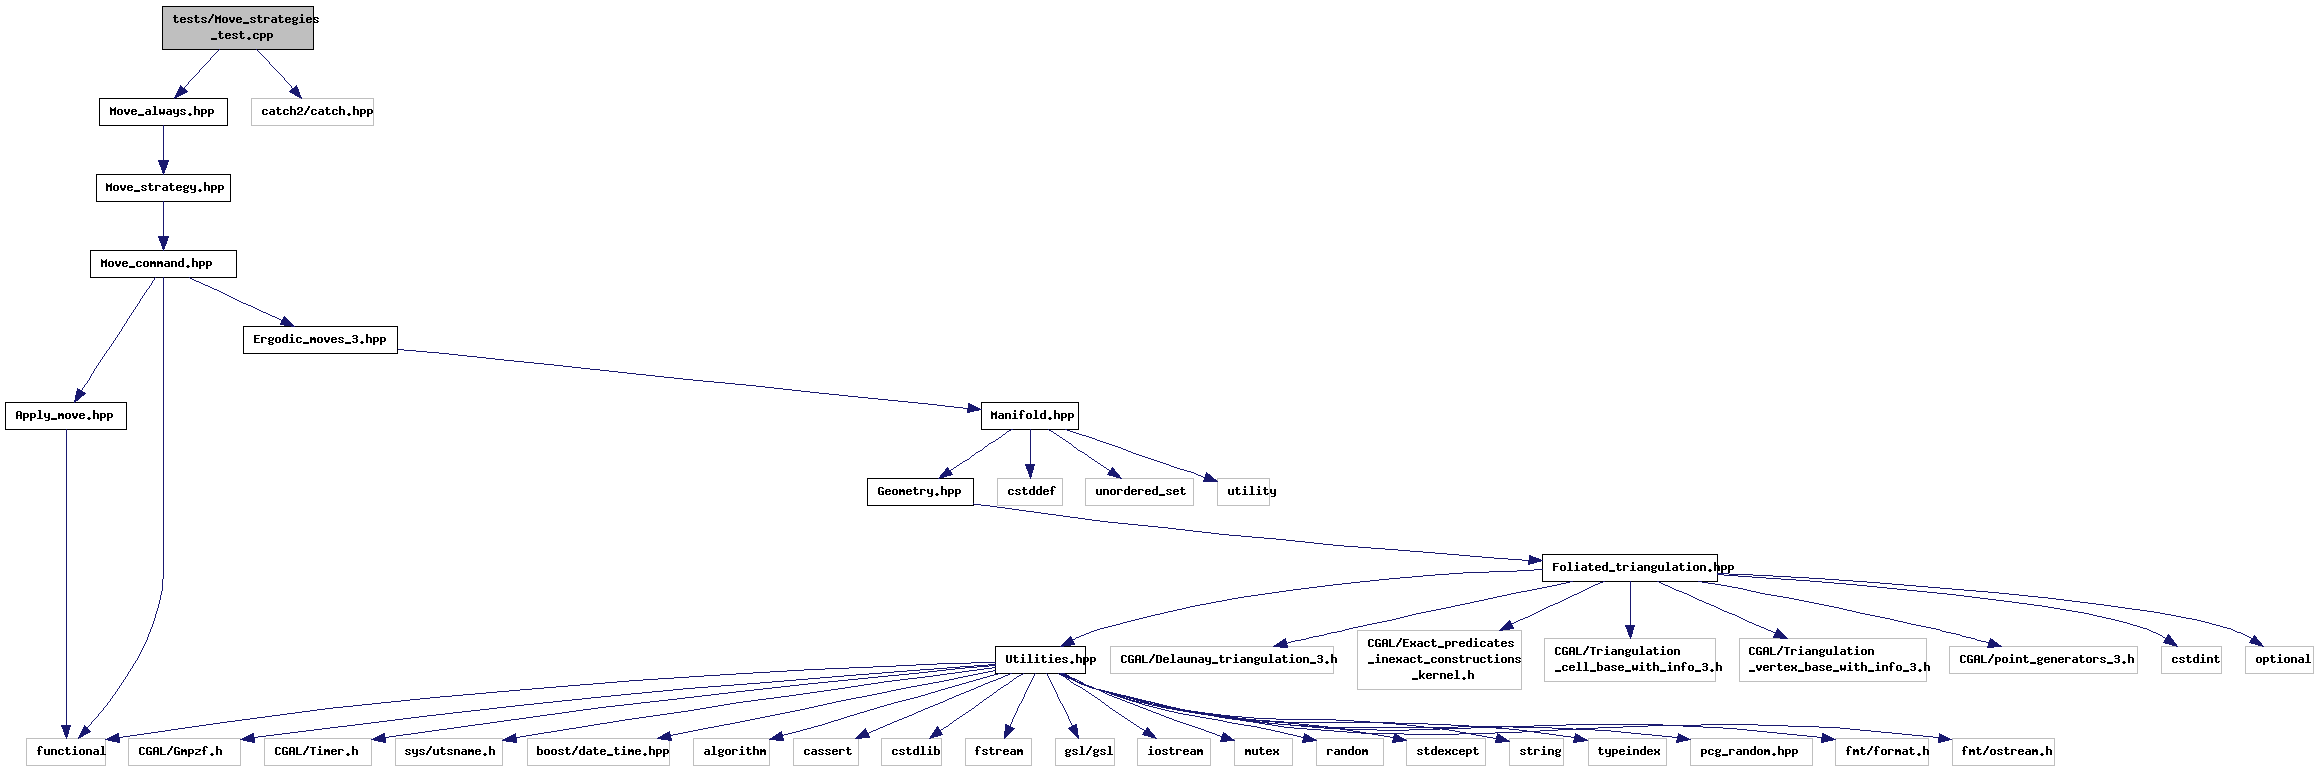 tests/Move_strategies
_test.cpp
Move_always.hpp
catch2/catch.hpp
Move_strategy.hpp
Move_command.hpp
Ergodic_moves_3.hpp
Apply_move.hpp
Manifold.hpp
Geometry.hpp
cstddef
unordered_set
utility
Foliated_triangulation.hpp
Utilities.hpp
CGAL/Delaunay_triangulation_3.h
CGAL/Exact_predicates
_inexact_constructions
_kernel.h
CGAL/Triangulation
_cell_base_with_info_3.h
CGAL/Triangulation
_vertex_base_with_info_3.h
CGAL/point_generators_3.h
cstdint
optional
functional
CGAL/Gmpzf.h
CGAL/Timer.h
sys/utsname.h
boost/date_time.hpp
algorithm
cassert
cstdlib
fstream
gsl/gsl
iostream
mutex
random
stdexcept
string
typeindex
pcg_random.hpp
fmt/format.h
fmt/ostream.h